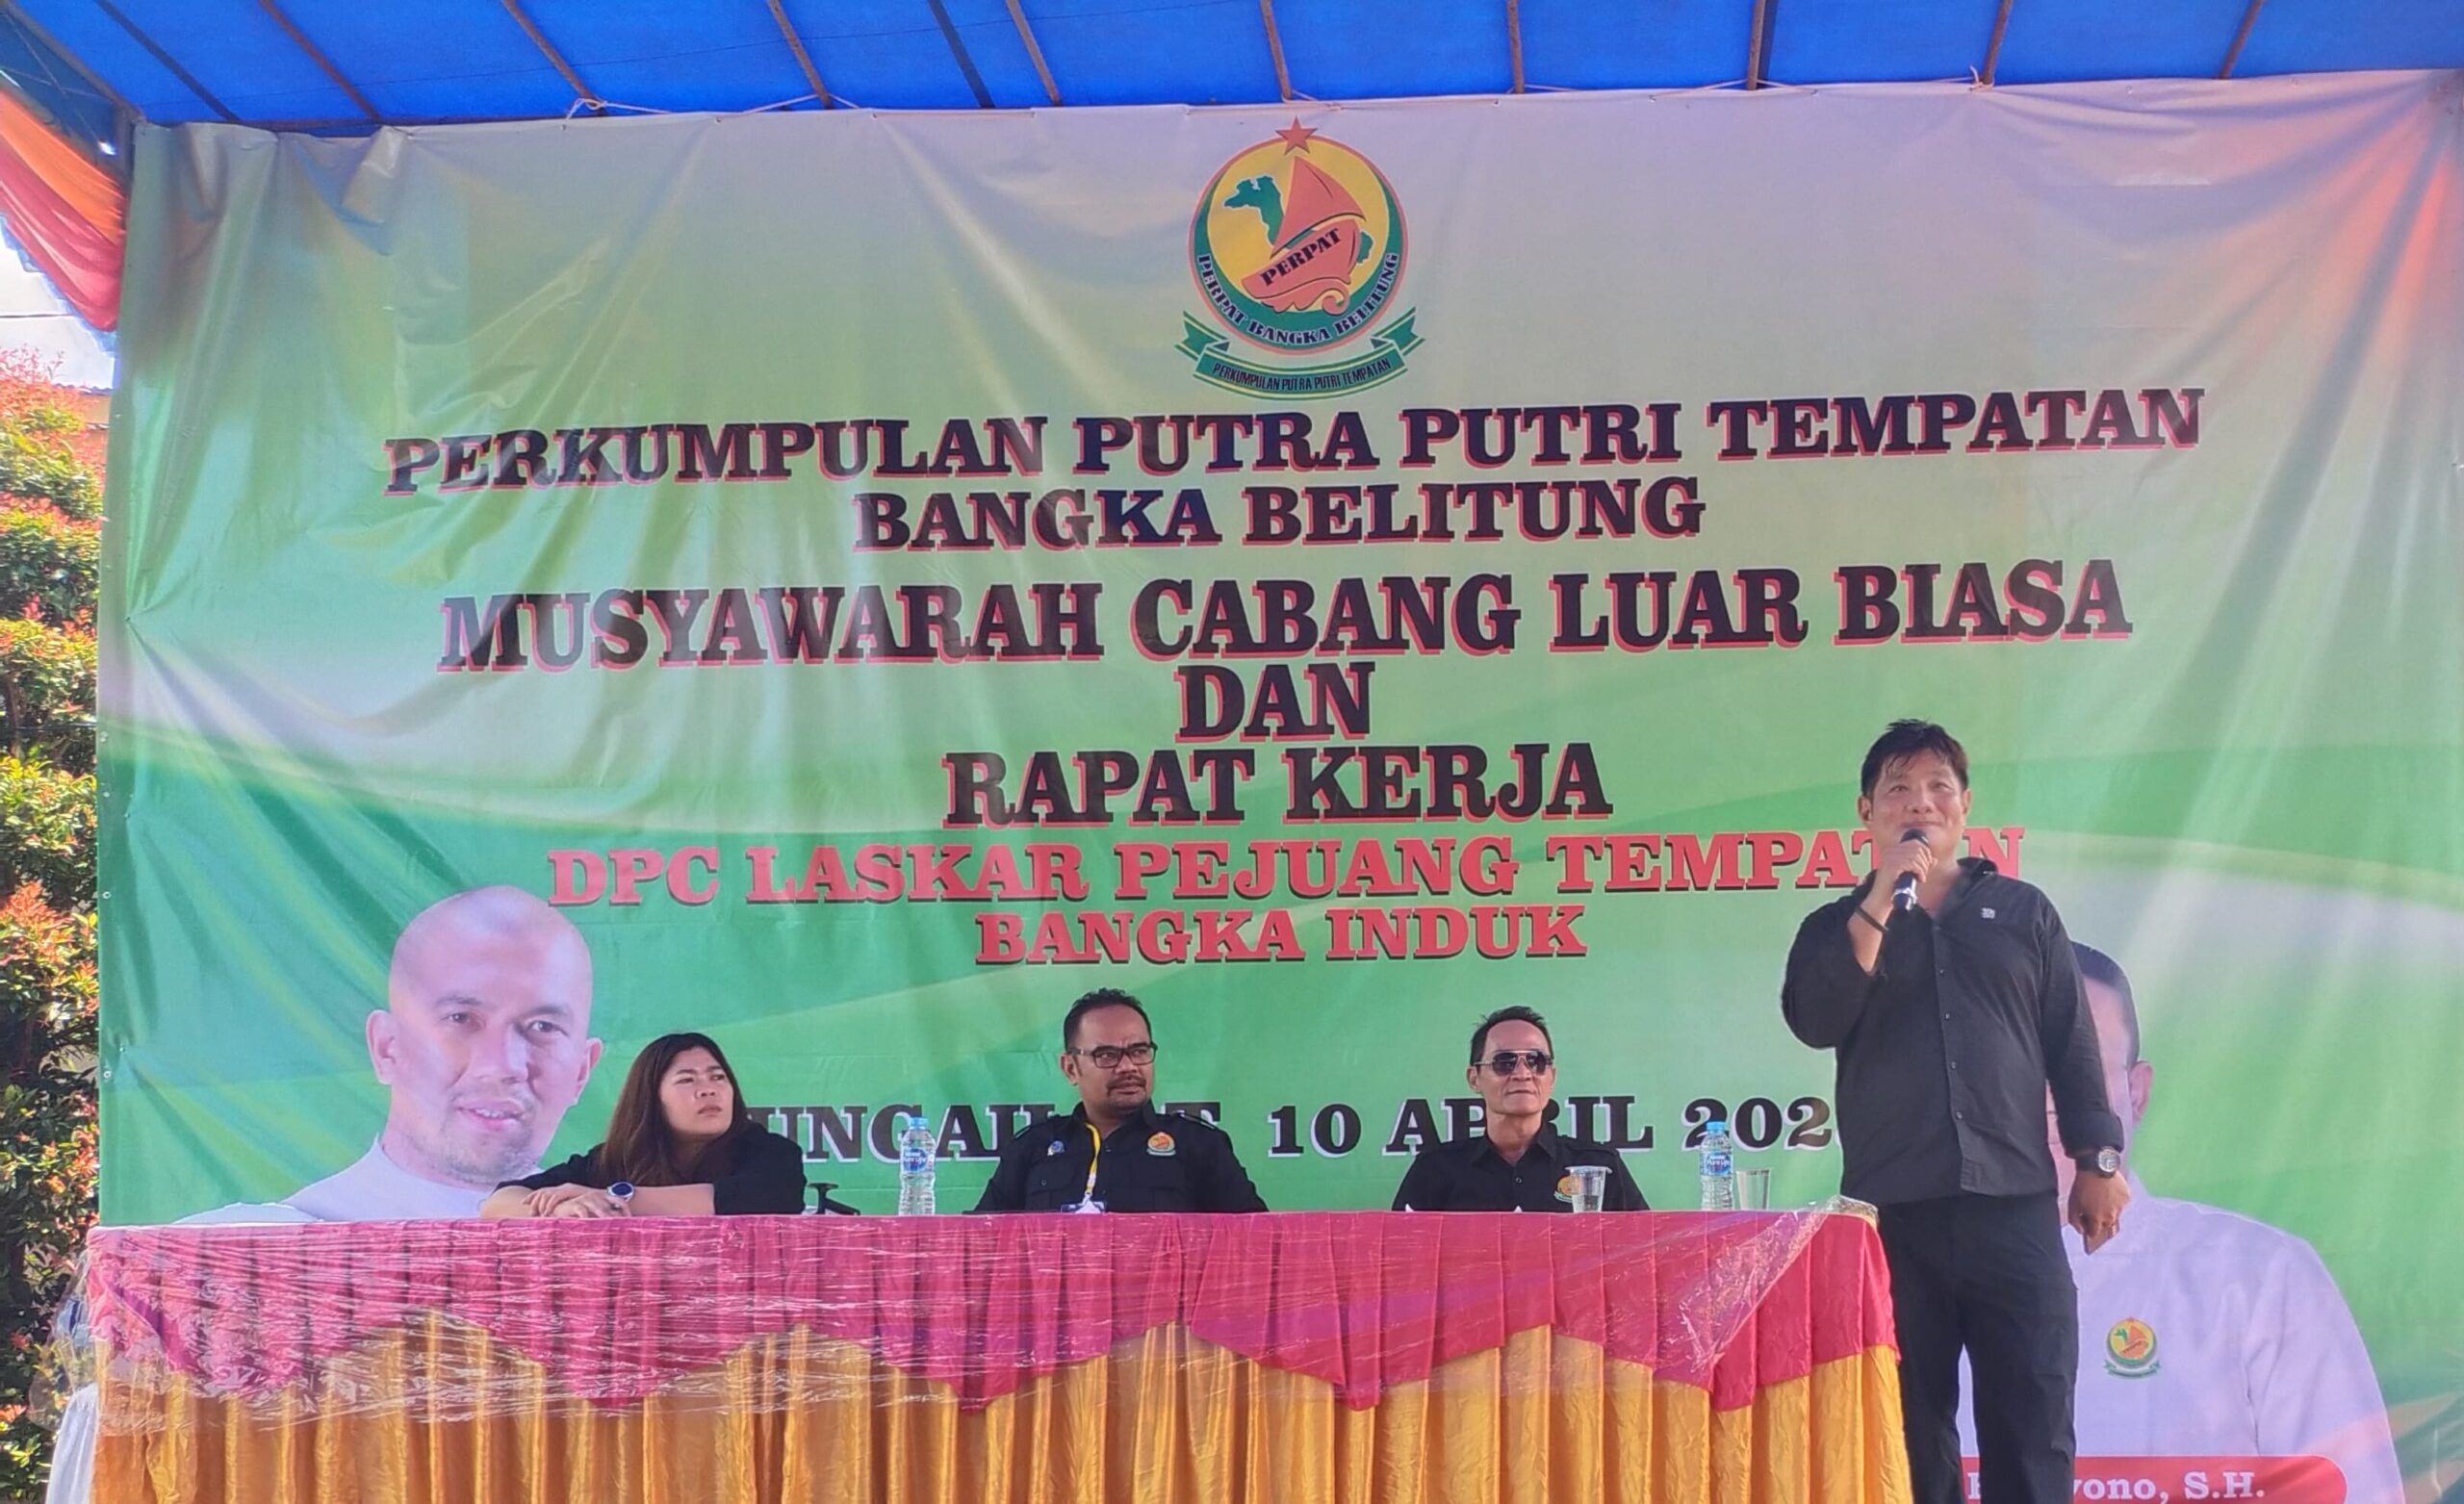 PERPAT
PERPAT BANGKA BELITUNG
PERKUMPULAN PUTRA PUTRI TEMPATAN
PERKUMPULAN PUTRA PUTRI TEMPATAN
BANGKA BELITUNG
MUSYAWARAH CABANG LUAR BIASA
DAN
RAPAT KERJA
DPC LASKAR PEJUANG TEMPATAN
BANGKA INDUK
10 APRIL
S.H.